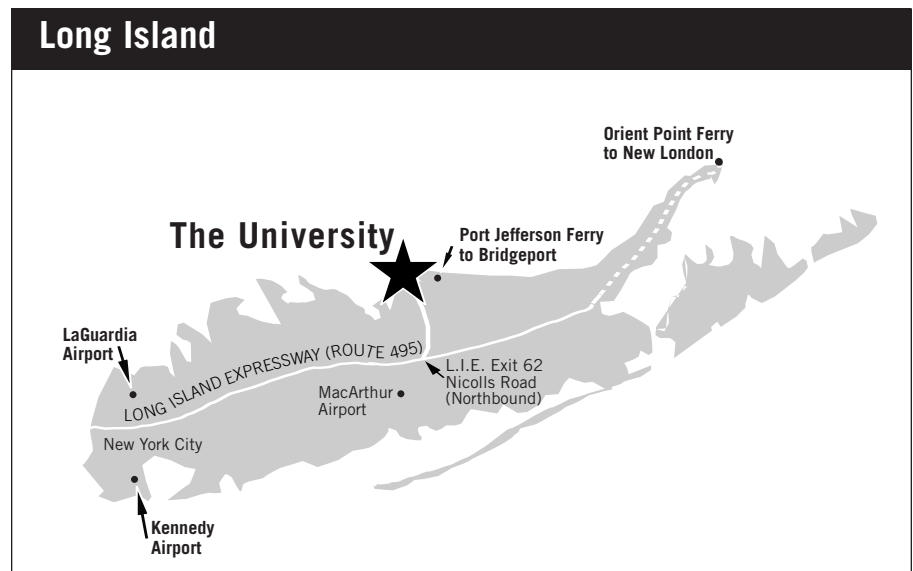 Long Island
Orient Point Ferry
to New London
The University
Port Jefferson Ferry
to Bridgeport
LaGuardia
Airport
LONG ISLAND EXPRESSWAY (ROUTE 495)
L.I.E. Exit 62
Nicolls Road
(Northbound)
MacArthur
Airport
New York City
Kennedy
Airport